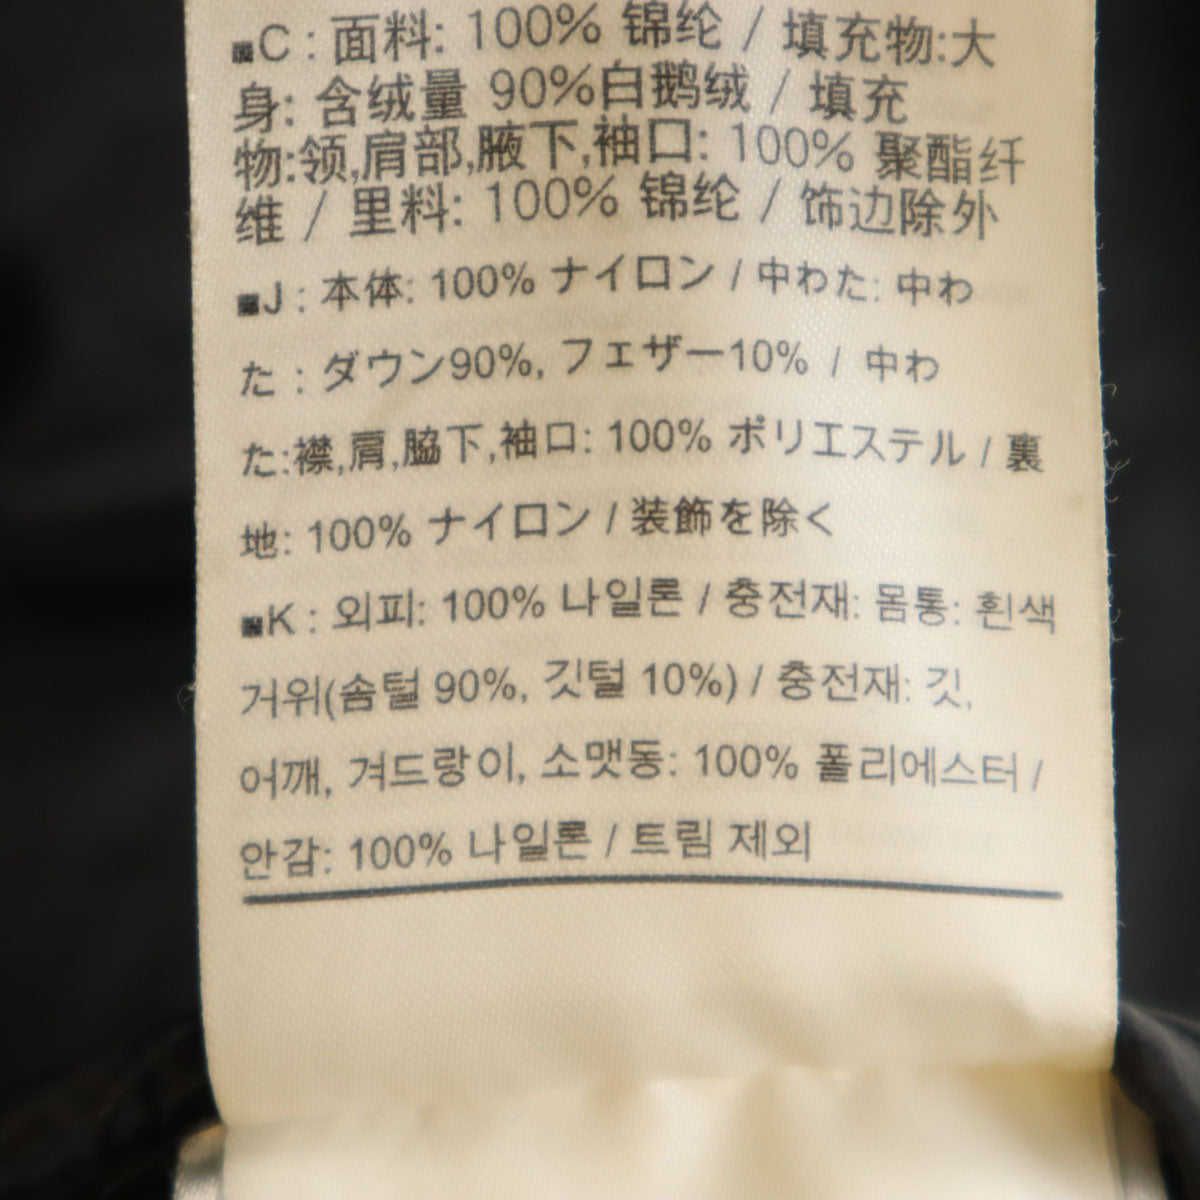 ■C : 面料: 100% 锦纶 / 填充物:大
身: 含绒量 90%白鹅绒 / 填充
物:领,肩部,腋下,袖口: 100% 聚酯纤
维 / 里料: 100% 锦纶 / 饰边除外
■J : 本体: 100% ナイロン / 中わた: 中わ
た : ダウン90%, フェザー10% / 中わ
た:襟,肩,脇下,袖口: 100% ポリエステル / 裏
地: 100% ナイロン / 装飾を除く
■K : 외피: 100% 나일론 / 충전재: 몸통: 흰색
거위(솜털 90%, 깃털 10%) / 충전재: 깃,
어깨, 겨드랑이, 소맷동: 100% 폴리에스터 /
안감: 100% 나일론 / 트림 제외